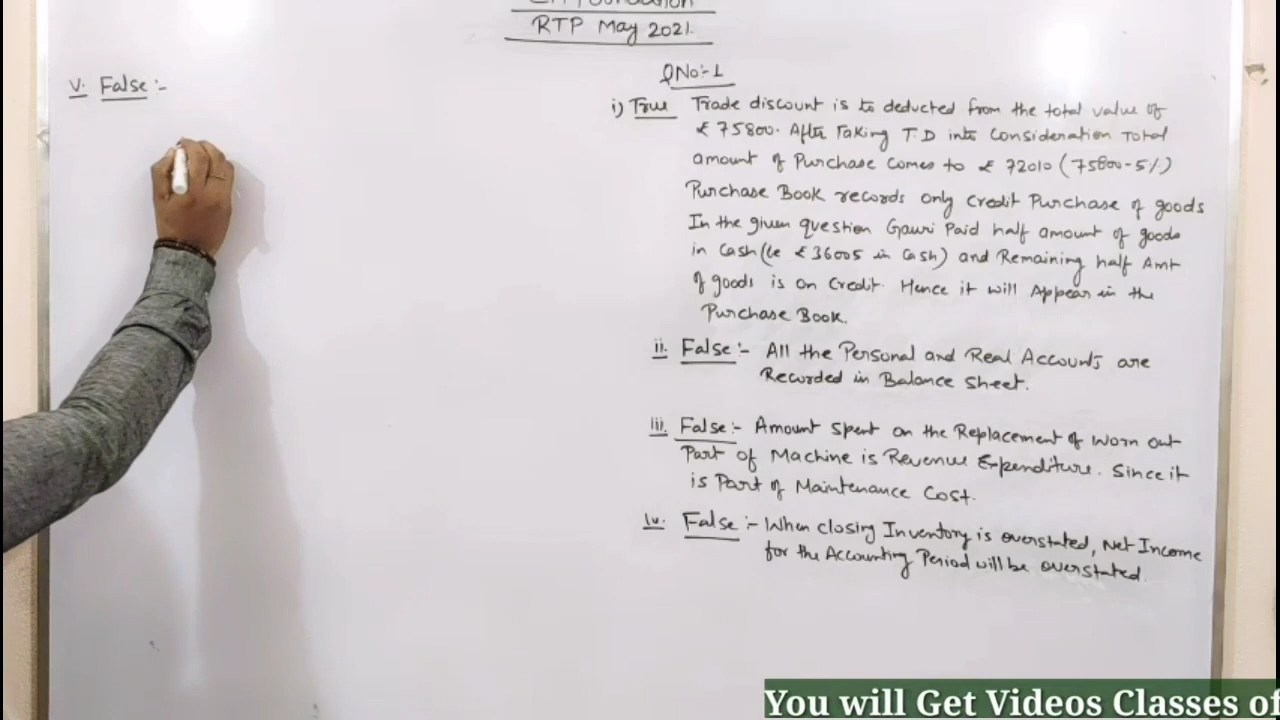 RTP May 2021.
V. False :-
QNo:- 1
i) True Trade discount is to deducted from the total value of
₹ 75800. After Taking T.D into Consideration Total
amount of Purchase comes to ₹ 72010 (75800-5%)
Purchase Book records only Credit Purchase of goods
In the given question Gauri Paid half amount of goods
in Cash (ie ₹ 36005 in Cash) and Remaining half Amt
of goods is on Credit. Hence it will Appear in the
Purchase Book.
ii. False :- All the Personal and Real Accounts are
Recorded in Balance Sheet.
iii. False :- Amount Spent on the Replacement of Worn out
Part of Machine is Revenue Expenditure. Since it
is Part of Maintenance Cost.
iv. False :- When closing Inventory is overstated, Net Income
for the Accounting Period will be overstated.
You will Get Videos Classes of